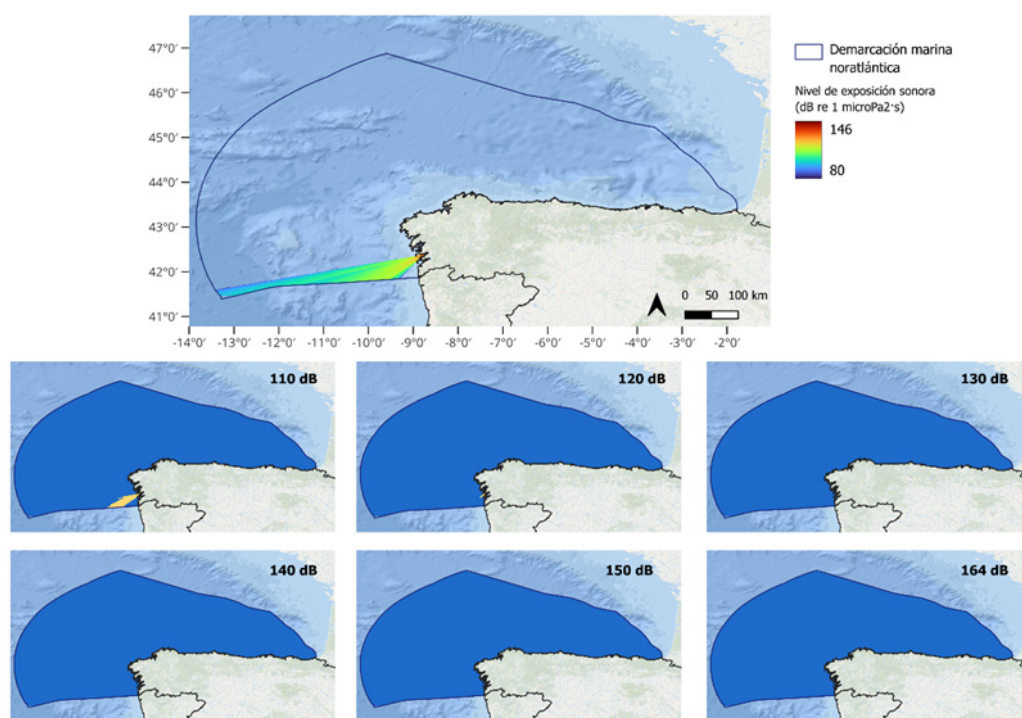 47°0'
46°0'
45°0'
44°0'
43°0'
42°0'
41°0'
-14°0' -13°0' -12°0' -11°0' -10°0' -9°0' -8°0' -7°0' -6°0' -5°0' -4°0' -3°0' -2°0'
0 50 100 km
Demarcación marina
noratlántica
Nivel de exposición sonora
(dB re 1 microPa2·s)
146
80
110 dB
120 dB
130 dB
140 dB
150 dB
164 dB